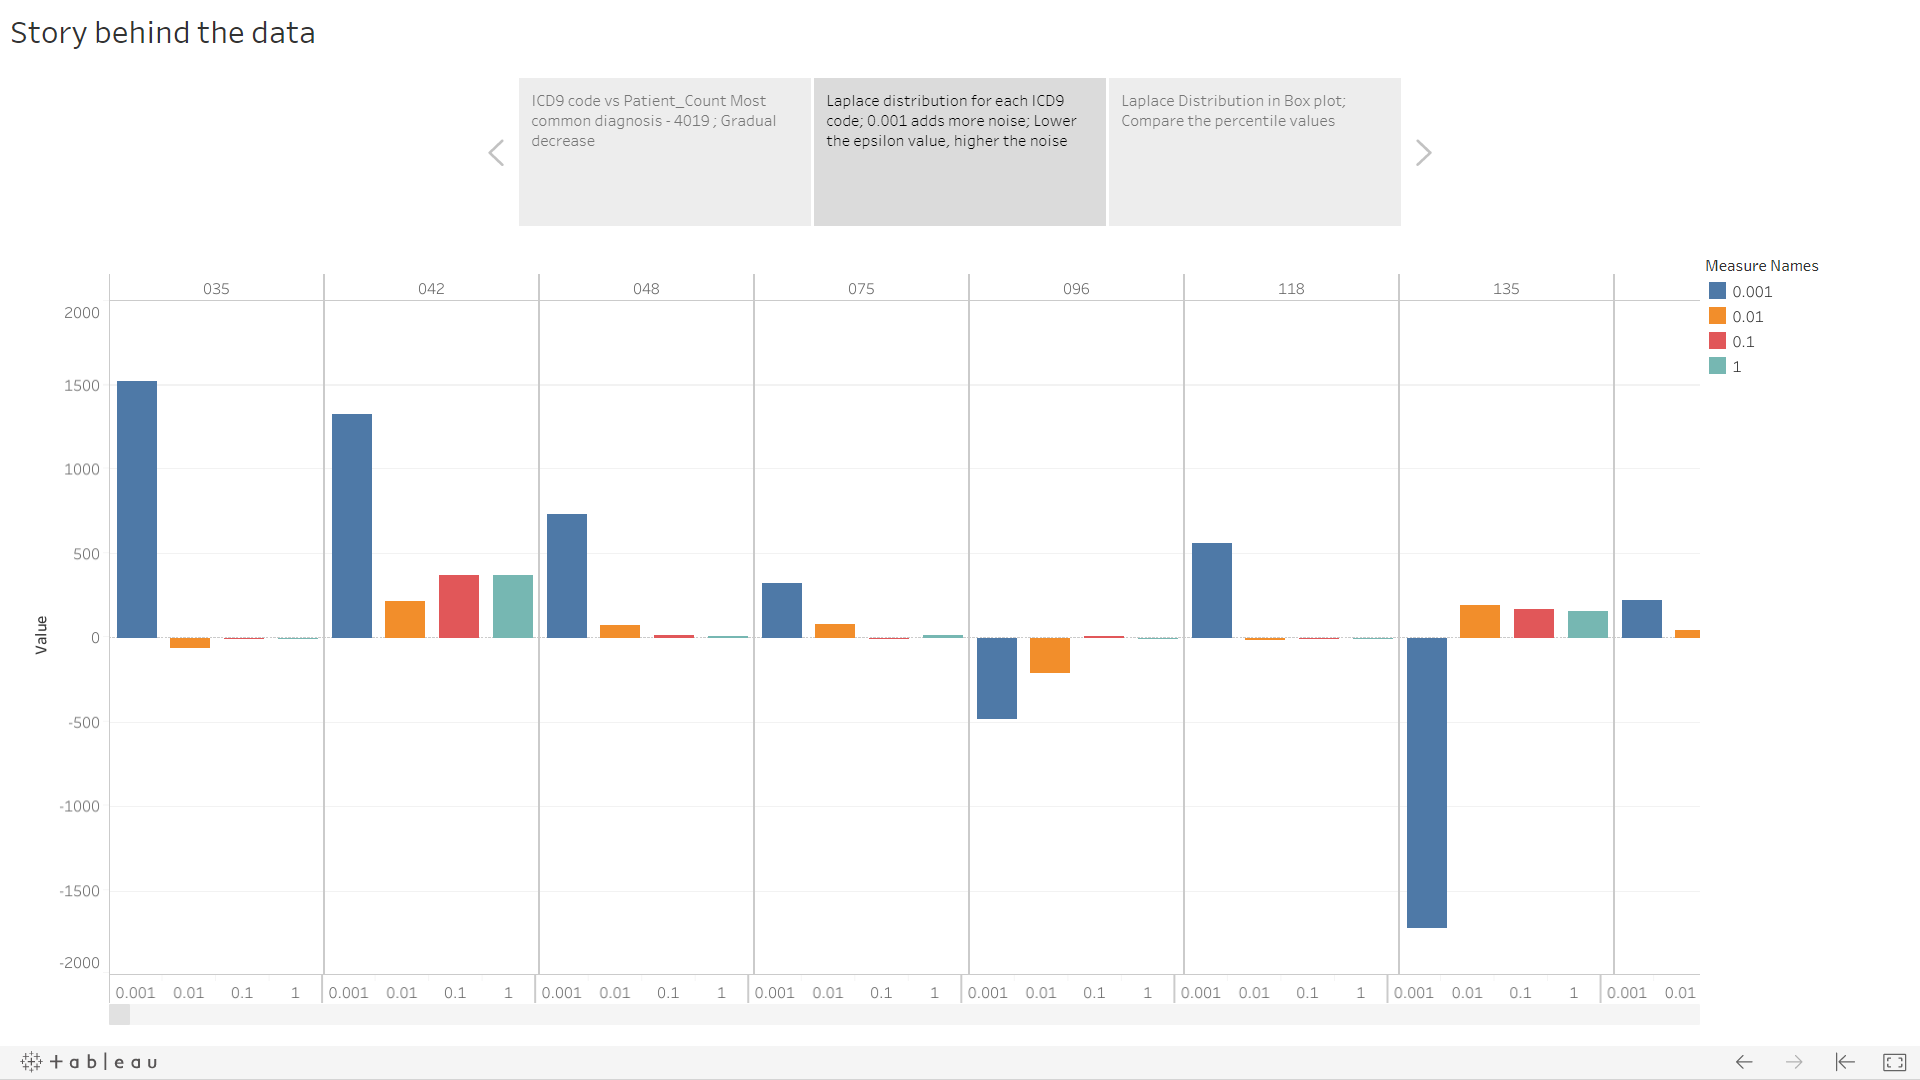 Story behind the data
ICD9 code vs Patient_Count Most
common diagnosis - 4019 ; Gradual
decrease
Laplace distribution for each ICD9
code; 0.001 adds more noise; Lower
the epsilon value, higher the noise
Laplace Distribution in Box plot;
Compare the percentile values
Measure Names
0.001
0.01
0.1
1
035 042 048 075 096 118 135
2000
1500
1000
500
0
-500
-1000
-1500
-2000
Value
0.001 0.01 0.1 1 0.001 0.01 0.1 1 0.001 0.01 0.1 1 0.001 0.01 0.1 1 0.001 0.01 0.1 1 0.001 0.01 0.1 1 0.001 0.01 0.1 1 0.001 0.01
+ a b | e a u